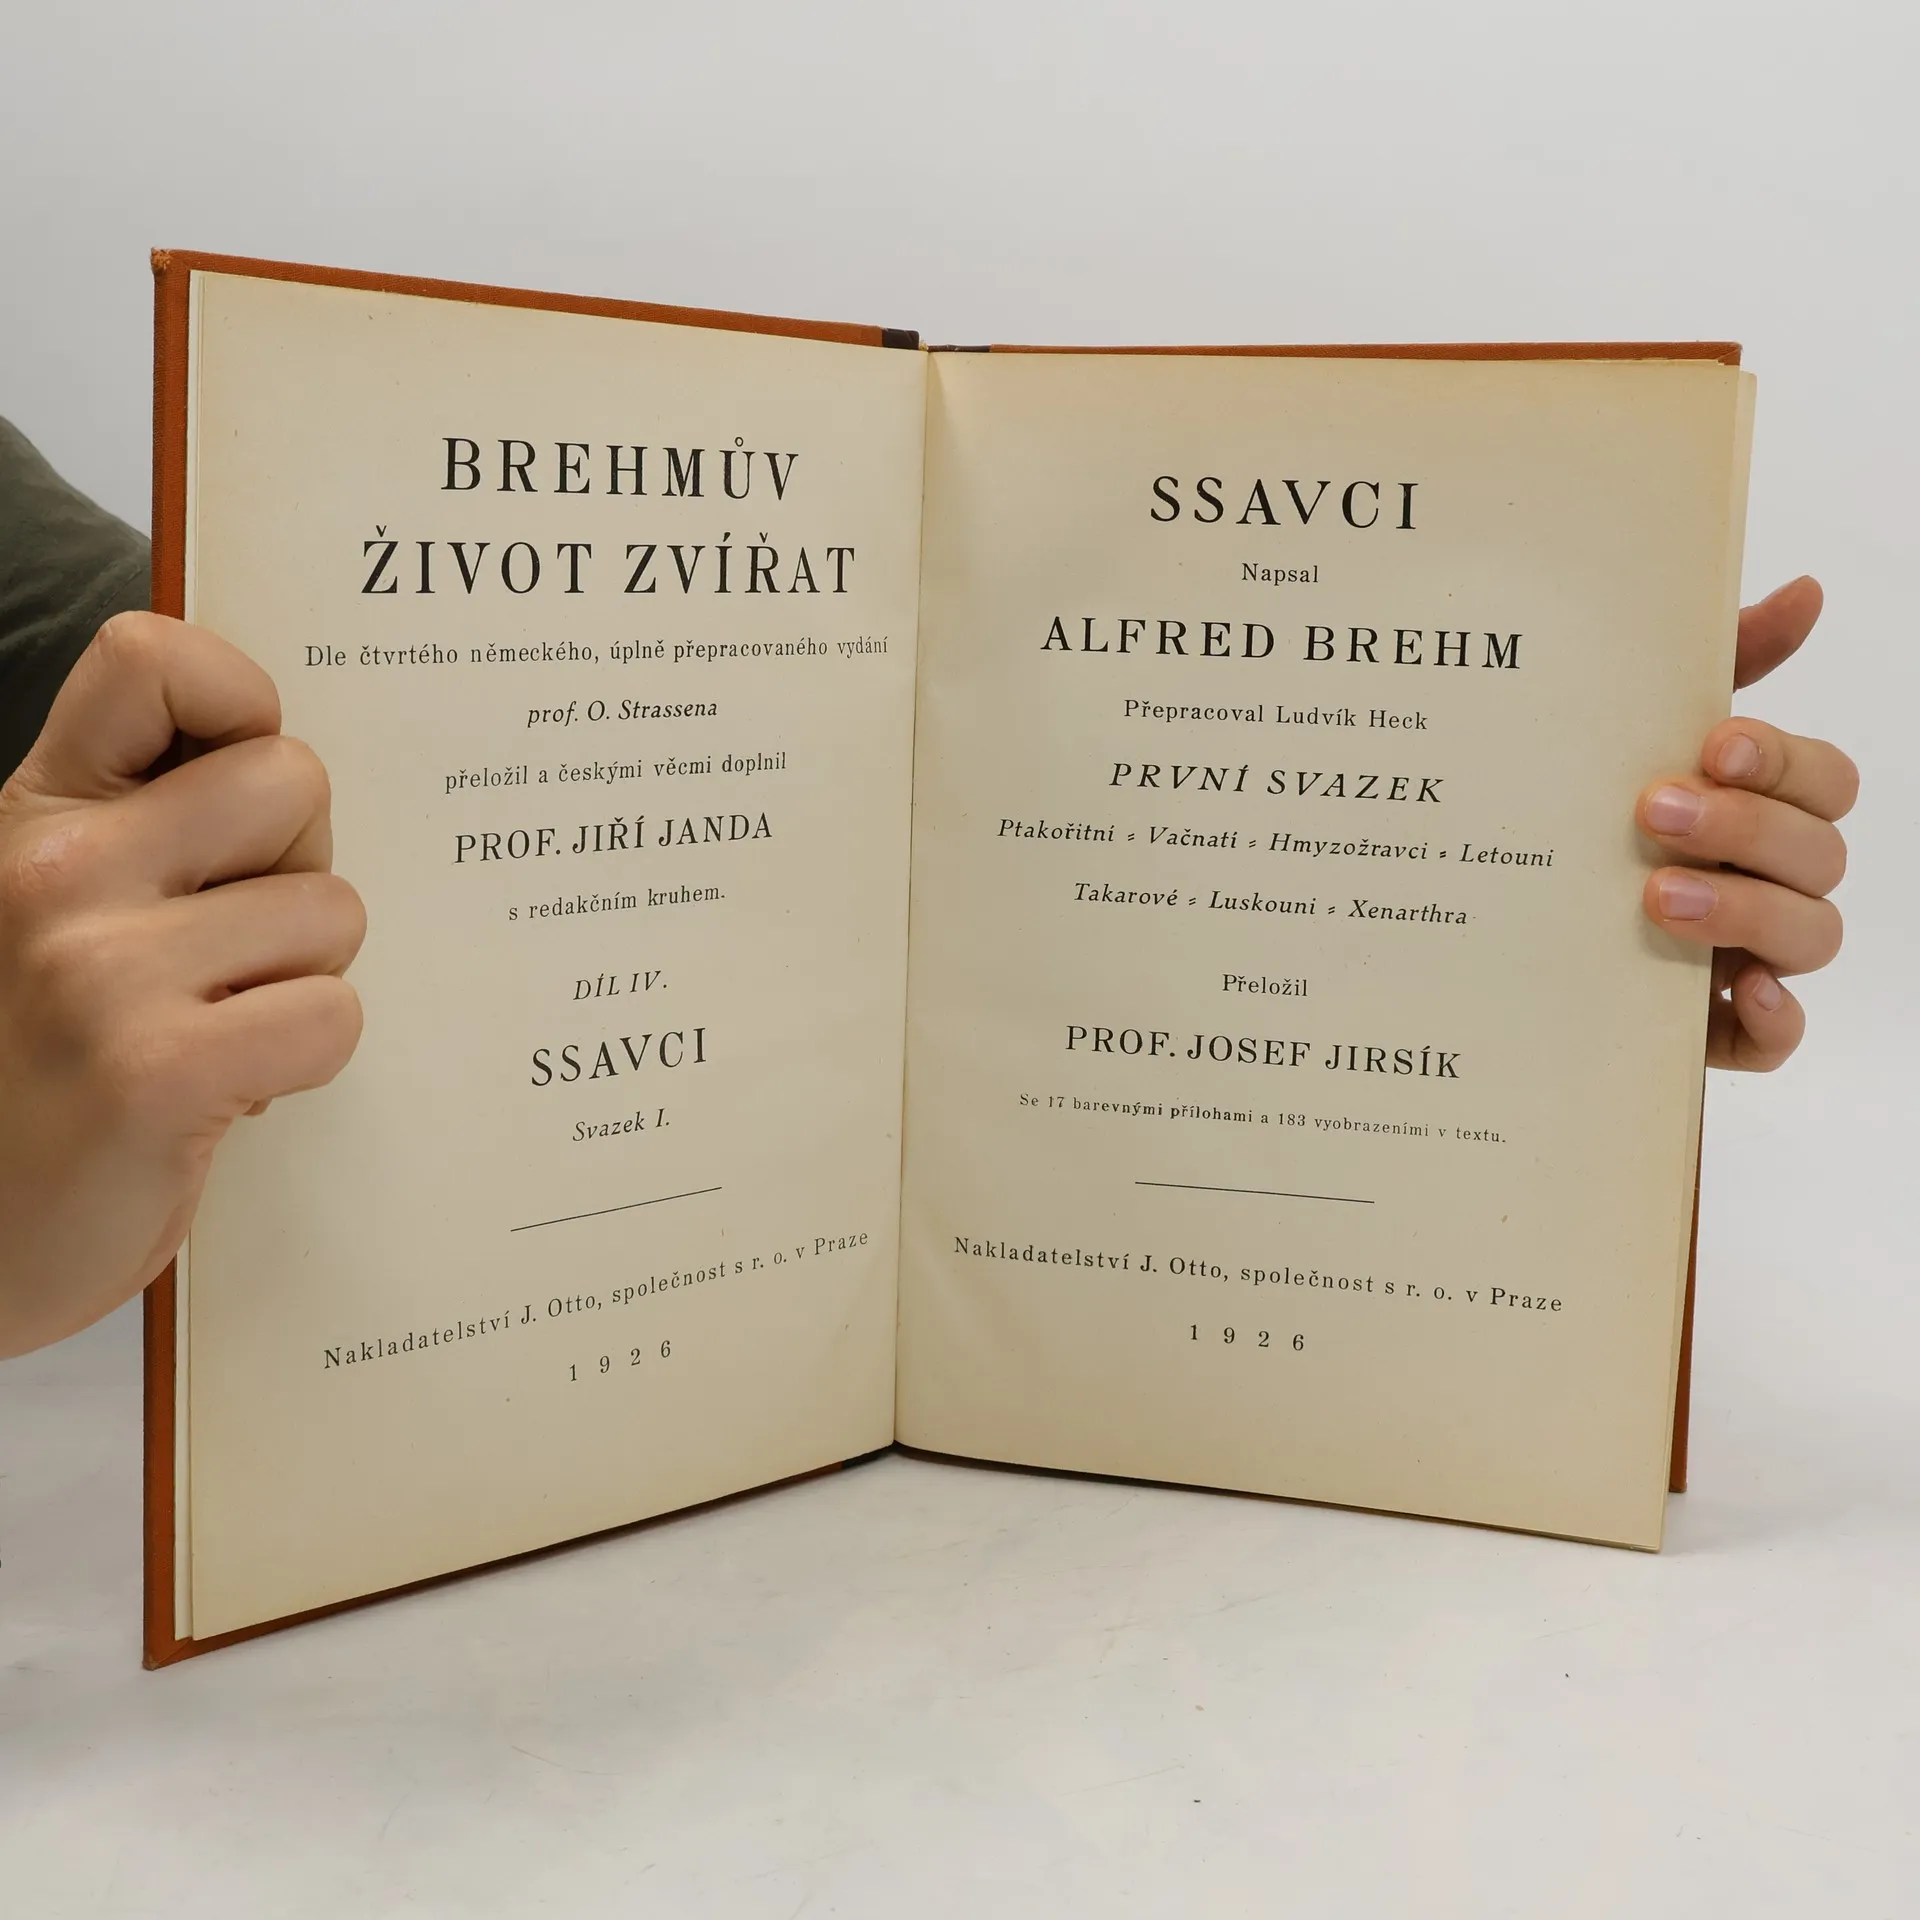 BREHMŮV
ŽIVOT ZVÍŘAT
Dle čtvrtého německého, úplně přepracovaného vydání
prof. O. Strassena
přeložil a českými věcmi doplnil
PROF. JIŘÍ JANDA
s redakčním kruhem.
DÍL IV.
SSAVCI
Svazek I.
Nakladatelství J. Otto, společnost s r. o. v Praze
1926
SSAVCI
Napsal
ALFRED BREHM
Přepracoval Ludvík Heck
PRVNÍ SVAZEK
Ptakořitní - Vačnatí - Hmyzožravci - Letouni
Takarové - Luskouni - Xenarthra
Přeložil
PROF. JOSEF JIRSÍK
Se 17 barevnými přílohami a 183 vyobrazeními v textu.
Nakladatelství J. Otto, společnost s r. o. v Praze
1926